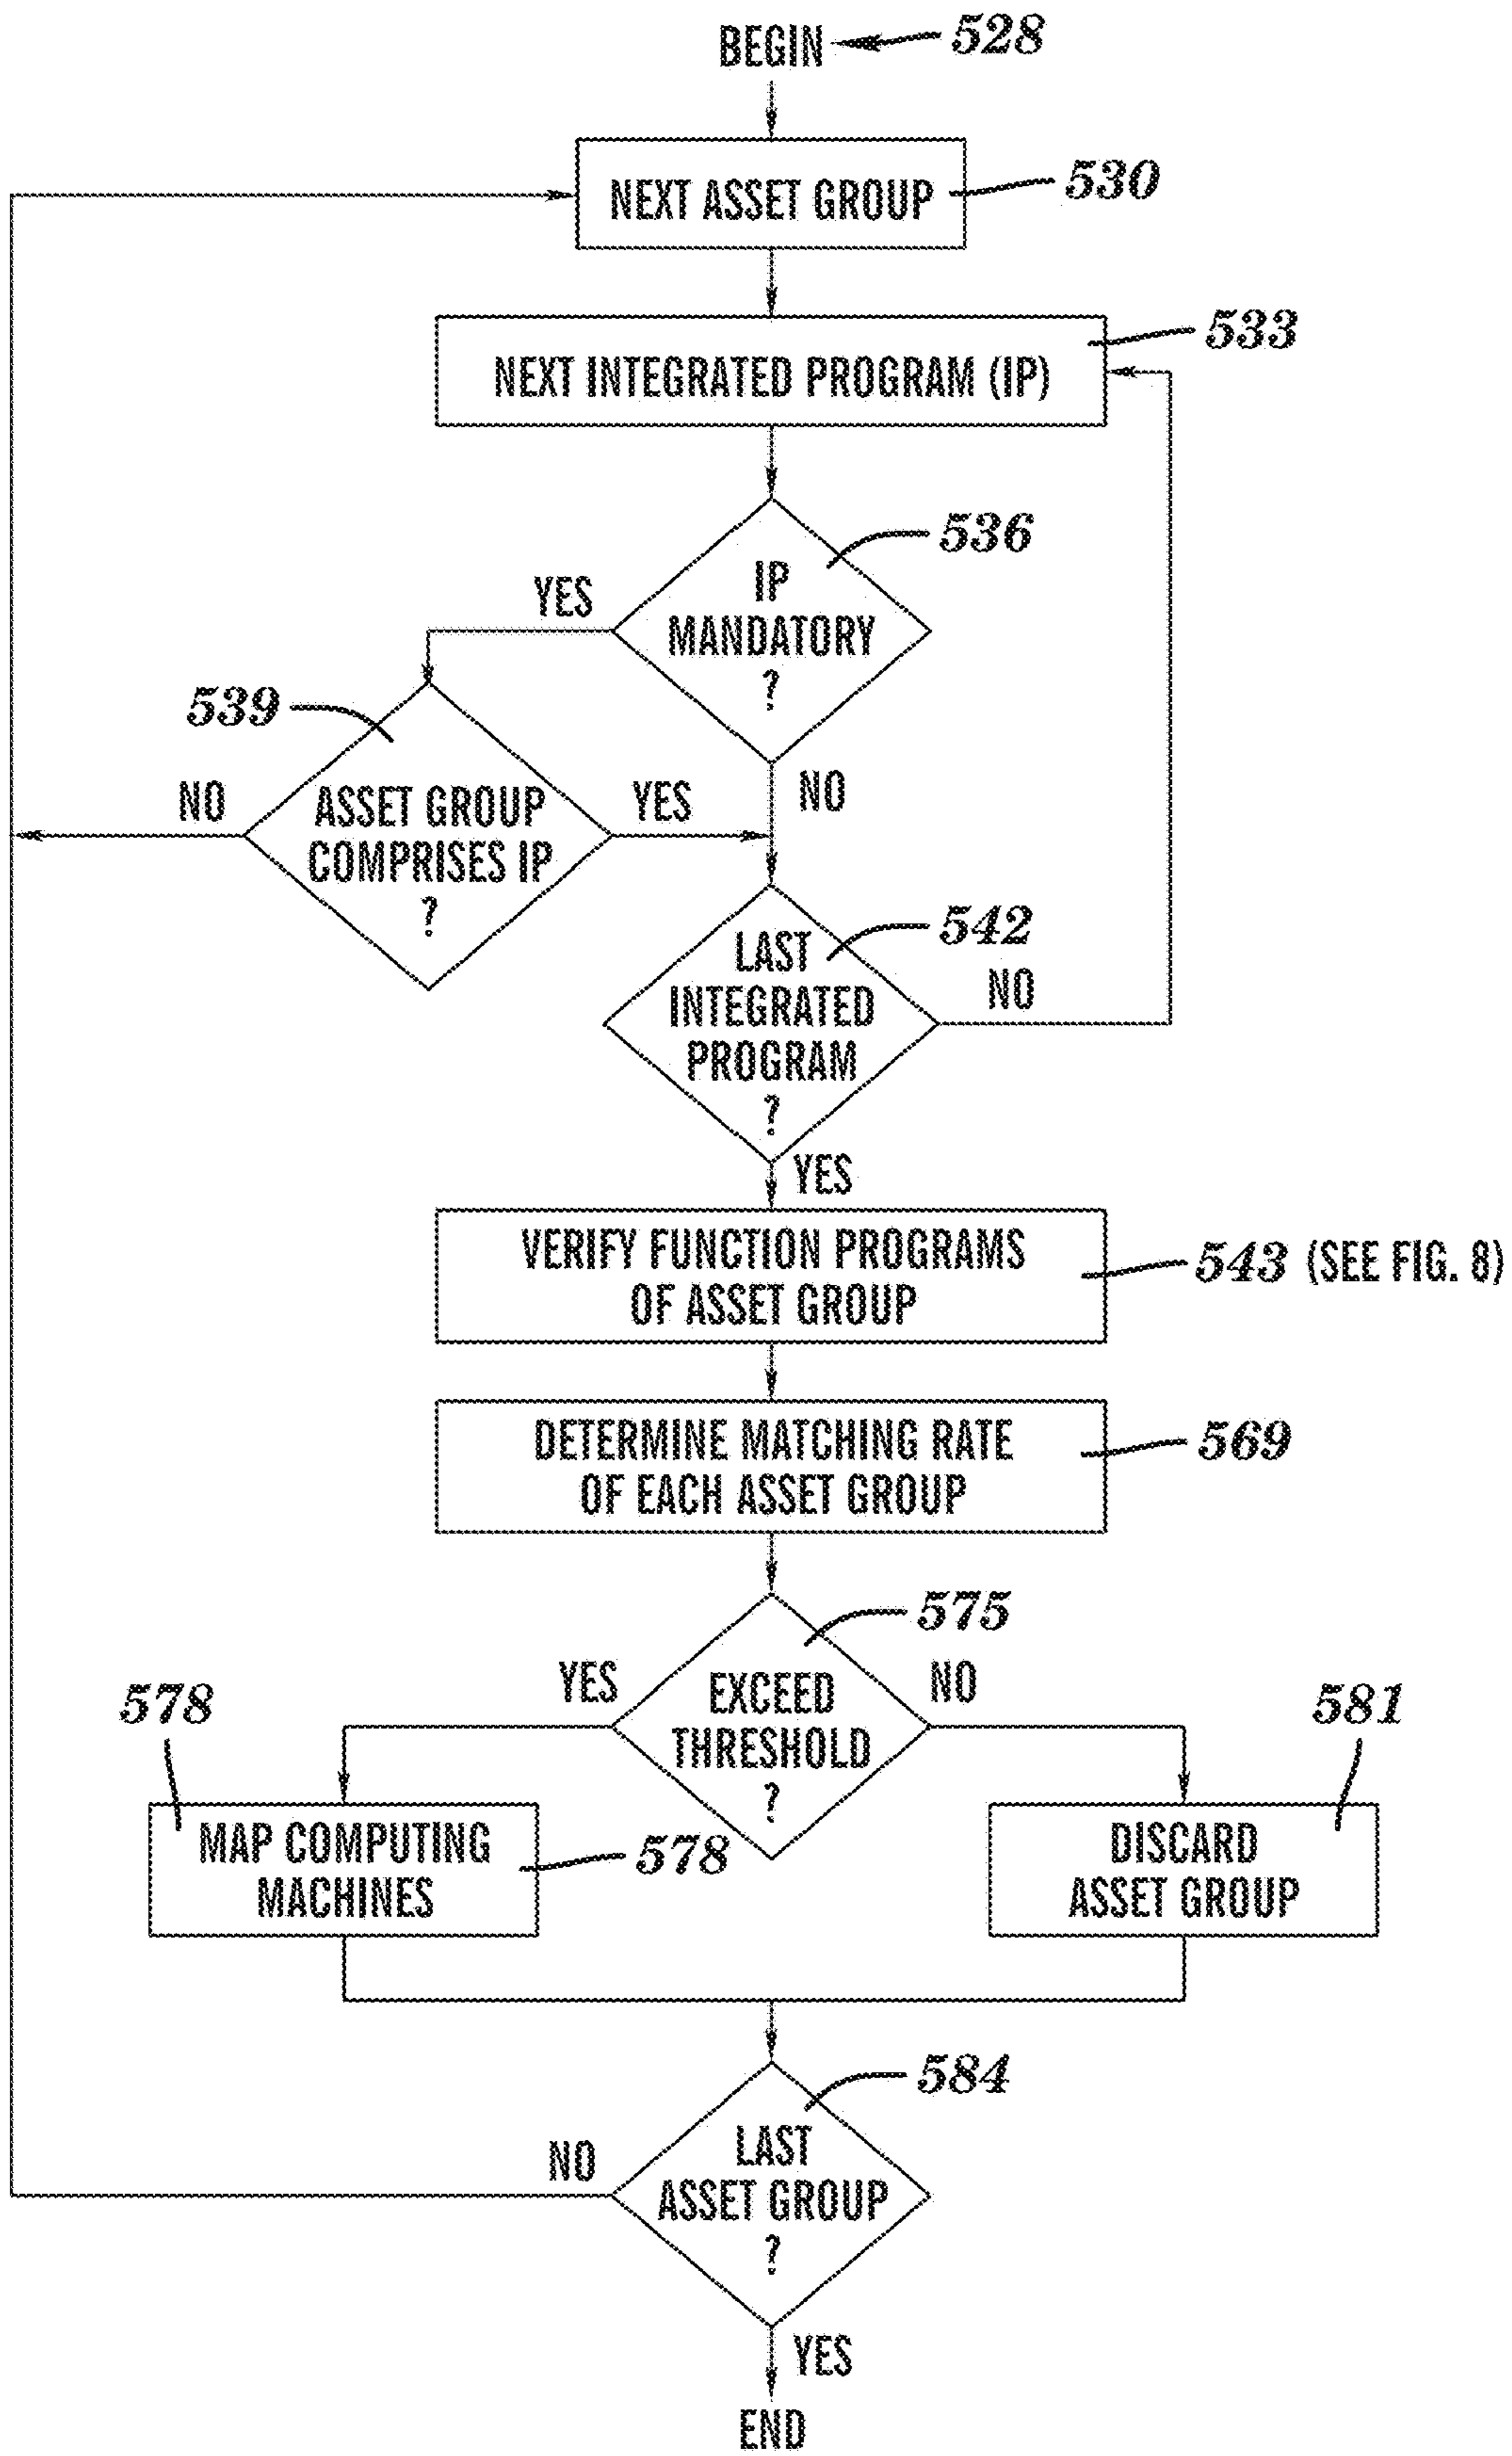 BEGIN 528
NEXT ASSET GROUP 530
533
NEXT INTEGRATED PROGRAM (IP)
536
IP
MANDATORY
?
YES
NO
539
ASSET GROUP
COMPRISES IP
?
NO
YES
542
LAST
INTEGRATED
PROGRAM
?
NO
YES
VERIFY FUNCTION PROGRAMS
OF ASSET GROUP
543 (SEE FIG. 8)
DETERMINE MATCHING RATE
OF EACH ASSET GROUP
569
575
EXCEED
THRESHOLD
?
YES
NO
578
MAP COMPUTING
MACHINES
578
581
DISCARD
ASSET GROUP
584
LAST
ASSET GROUP
?
NO
YES
END